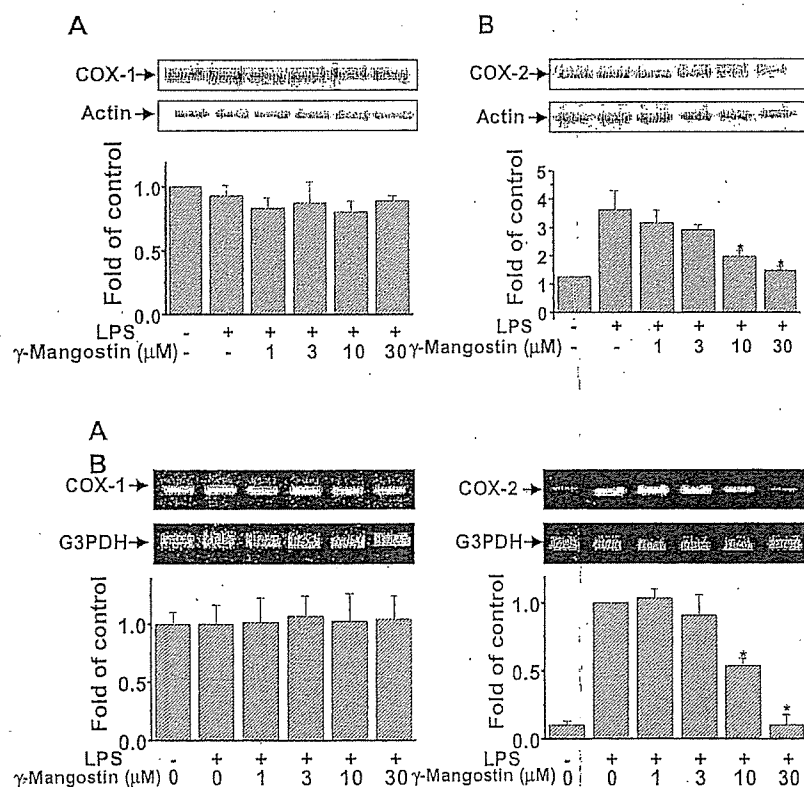 A
COX-1
Actin
Fold of control
1.0
0.5
0.0
LPS - + + + + +
γ-Mangostin (μM) - - 1 3 10 30
B
COX-2
Actin
Fold of control
5
4
3
2
1
0
* *
LPS - + + + + +
γ-Mangostin (μM) - - 1 3 10 30
A
B
COX-1
G3PDH
Fold of control
1.0
0.5
0.0
LPS - + + + + +
γ-Mangostin (μM) 0 0 1 3 10 30
COX-2
G3PDH
Fold of control
1.0
0.5
0.0
* *
LPS - + + + + +
γ-Mangostin (μM) 0 0 1 3 10 30